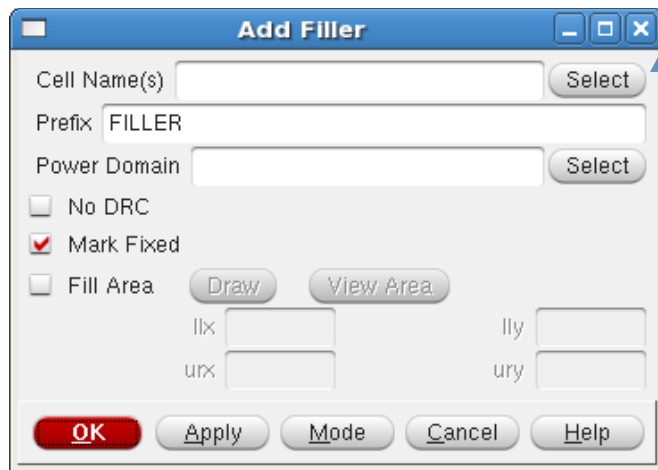 Add Filler
Cell Name(s) Select
Prefix FILLER
Power Domain Select
No DRC
Mark Fixed
Fill Area Draw View Area
llx lly
urx ury
OK Apply Mode Cancel Help